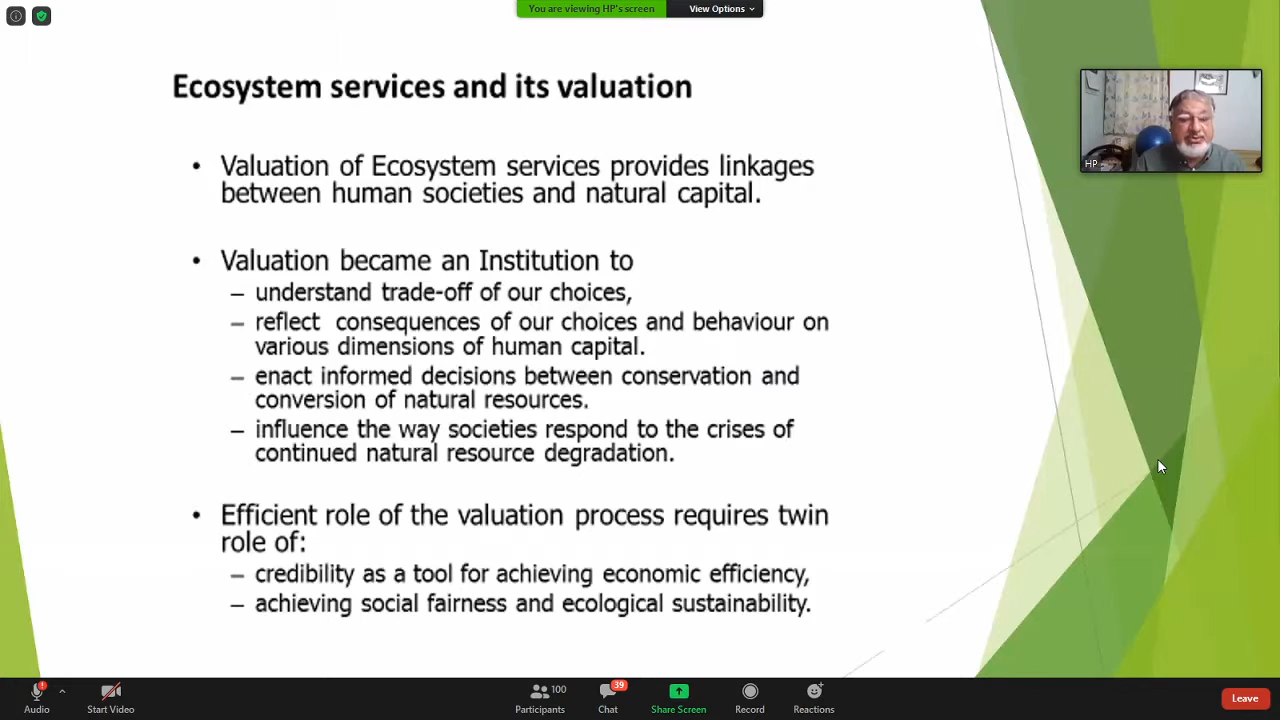 You are viewing HP's screen
View Options
Ecosystem services and its valuation
• Valuation of Ecosystem services provides linkages
between human societies and natural capital.
• Valuation became an Institution to
– understand trade-off of our choices,
– reflect consequences of our choices and behaviour on
various dimensions of human capital.
– enact informed decisions between conservation and
conversion of natural resources.
– influence the way societies respond to the crises of
continued natural resource degradation.
• Efficient role of the valuation process requires twin
role of:
– credibility as a tool for achieving economic efficiency,
– achieving social fairness and ecological sustainability.
HP
Audio
Start Video
Participants
100
Chat
39
Share Screen
Record
Reactions
Leave